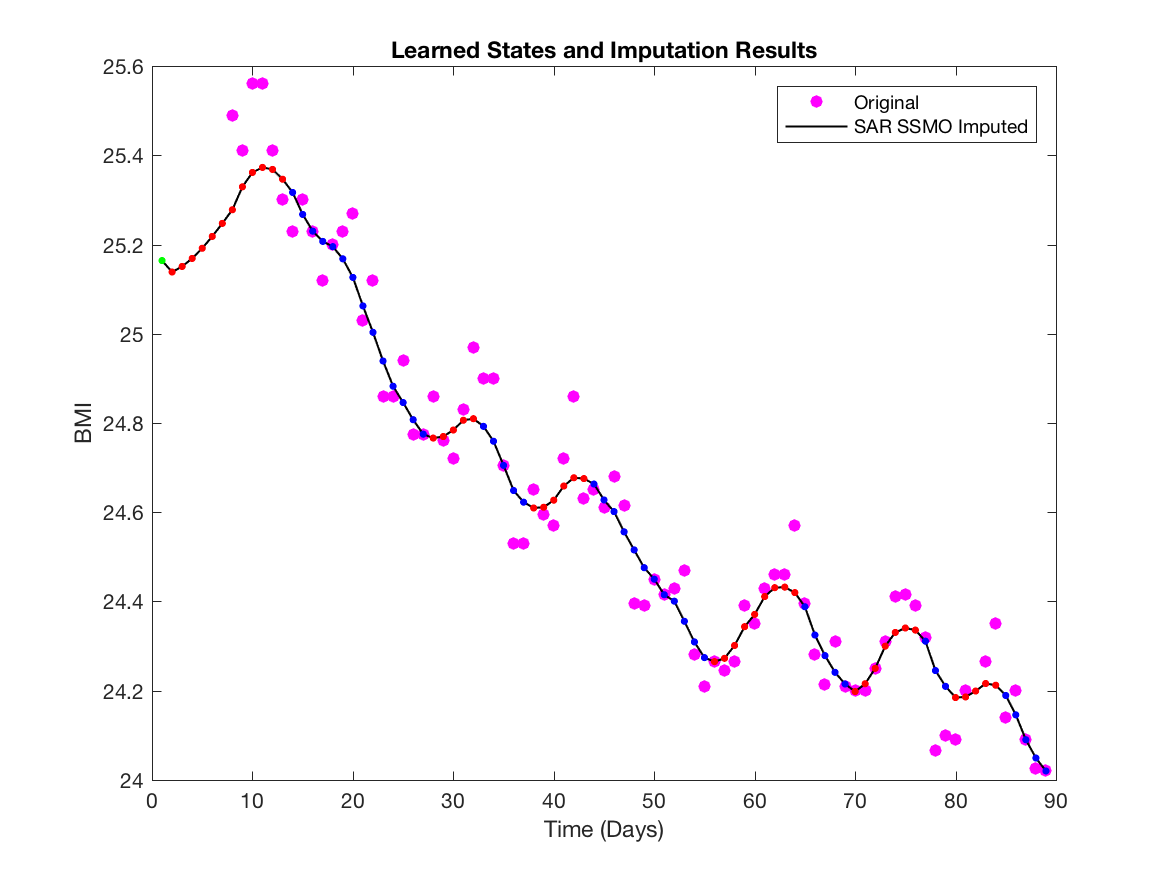 Learned States and Imputation Results
25.6
25.4
25.2
25
24.8
24.6
24.4
24.2
24
BMI
Original
SAR SSMO Imputed
0 10 20 30 40 50 60 70 80 90
Time (Days)